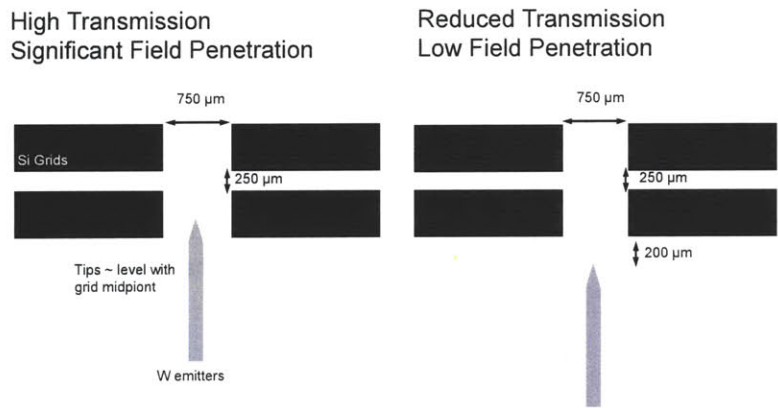 High Transmission
Significant Field Penetration
Reduced Transmission
Low Field Penetration
750 µm
750 µm
Si Grids
250 µm
250 µm
200 µm
Tips ~ level with
grid midpiont
W emitters